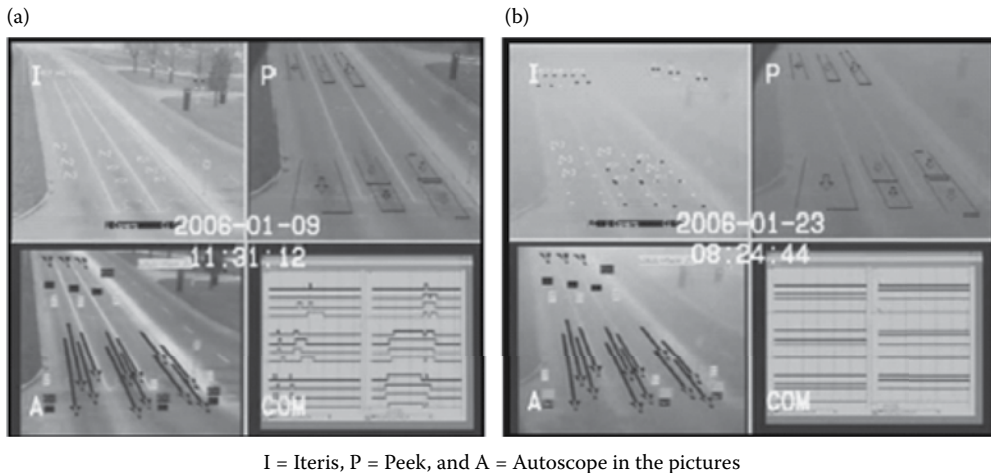 (a)
(b)
I
P
2006-01-09
11:31:12
A
COM
I
P
2006-01-23
08:24:44
A
COM
I = Iteris, P = Peek, and A = Autoscope in the pictures